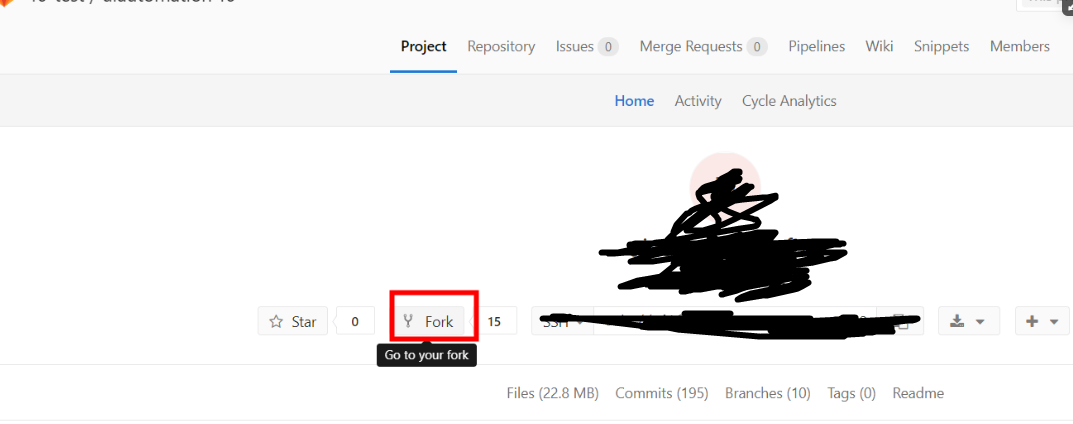 Project Repository Issues 0 Merge Requests 0 Pipelines Wiki Snippets Members
Home Activity Cycle Analytics
Star 0 Fork 15
Go to your fork
Files (22.8 MB) Commits (195) Branches (10) Tags (0) Readme